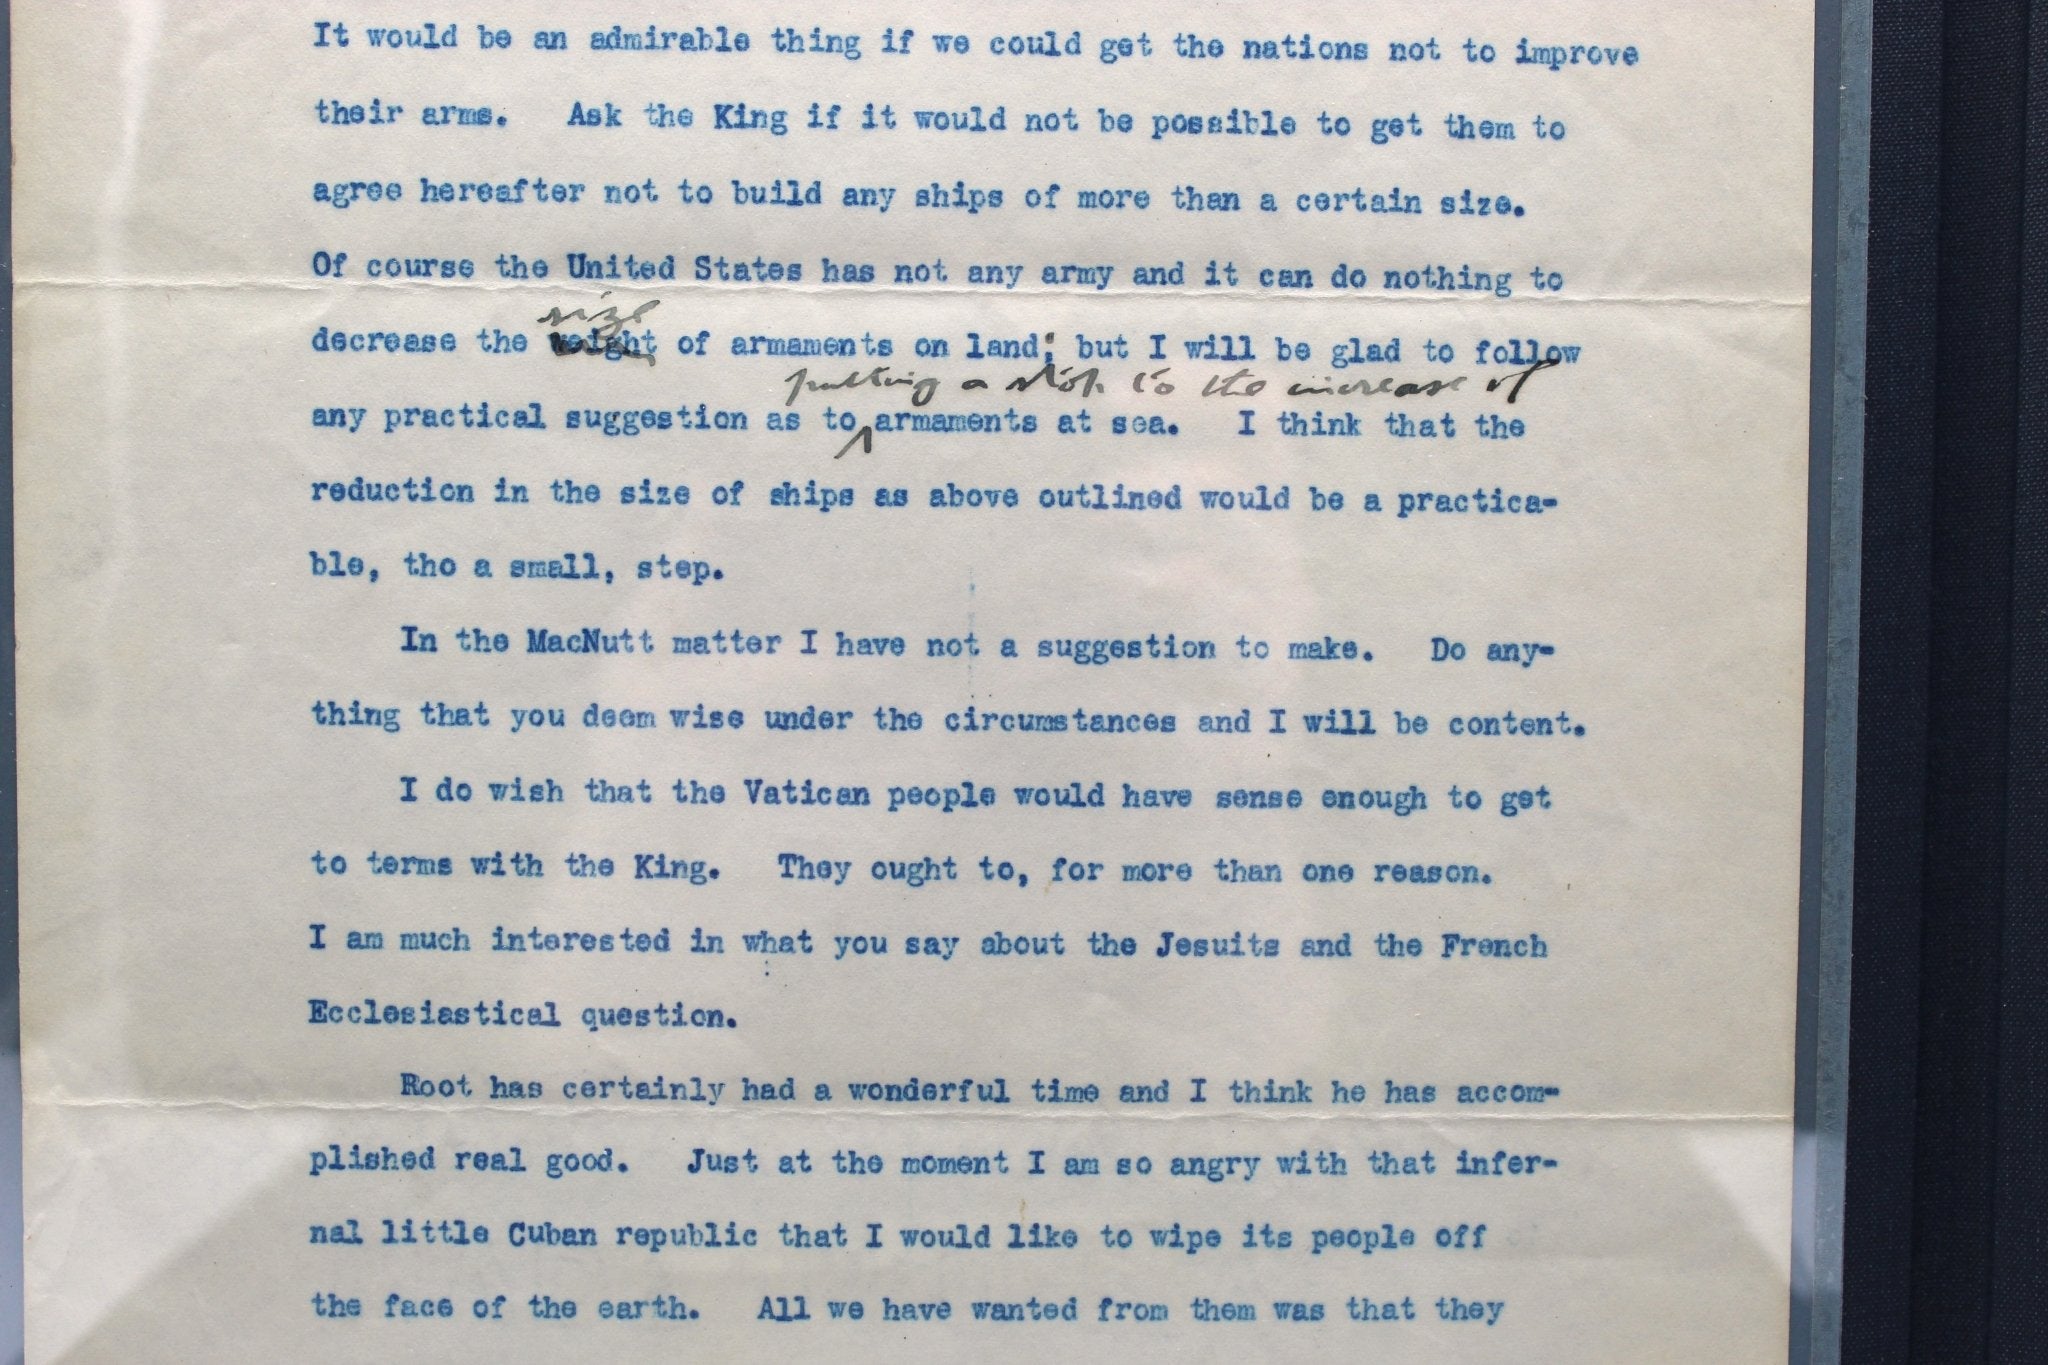 It would be an admirable thing if we could get the nations not to improve
their arms. Ask the King if it would not be possible to get them to
agree hereafter not to build any ships of more than a certain size.
Of course the United States has not any army and it can do nothing to
size
decrease the weight of armaments on land; but I will be glad to follow
putting a stop to the increase of
any practical suggestion as to armaments at sea. I think that the
reduction in the size of ships as above outlined would be a practica-
ble, tho a small, step.
In the MacNutt matter I have not a suggestion to make. Do any-
thing that you deem wise under the circumstances and I will be content.
I do wish that the Vatican people would have sense enough to get
to terms with the King. They ought to, for more than one reason.
I am much interested in what you say about the Jesuits and the French
Ecclesiastical question.
Root has certainly had a wonderful time and I think he has accom-
plished real good. Just at the moment I am so angry with that infer-
nal little Cuban republic that I would like to wipe its people off
the face of the earth. All we have wanted from them was that they